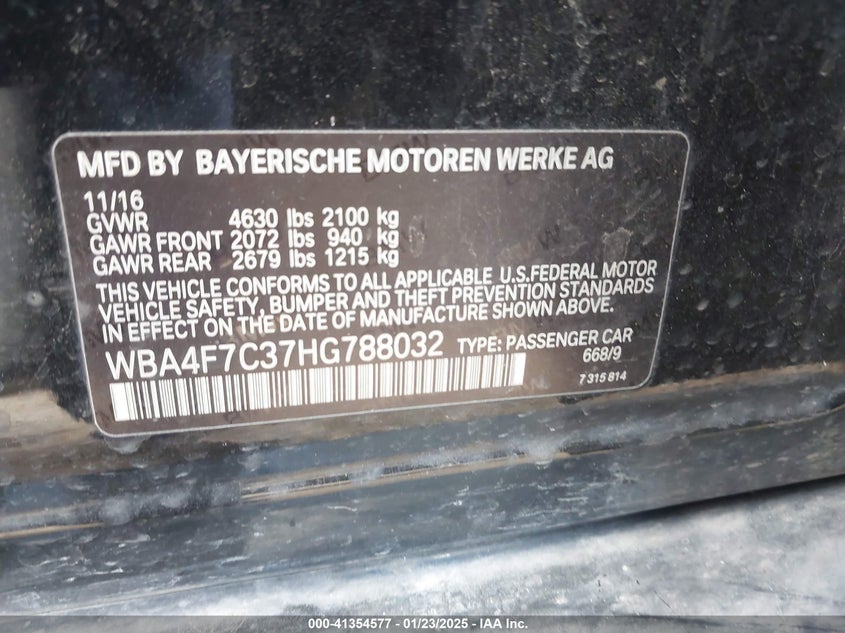 MFD BY BAYERISCHE MOTOREN WERKE AG
11/16
GVWR 4630 lbs 2100 kg
GAWR FRONT 2072 lbs 940 kg
GAWR REAR 2679 lbs 1215 kg
THIS VEHICLE CONFORMS TO ALL APPLICABLE U.S.FEDERAL MOTOR
VEHICLE SAFETY, BUMPER AND THEFT PREVENTION STANDARDS
IN EFFECT ON THE DATE OF MANUFACTURE SHOWN ABOVE.
WBA4F7C37HG788032 TYPE: PASSENGER CAR
668/9
7 315 814
000-41354577 - 01/23/2025 - IAA Inc.